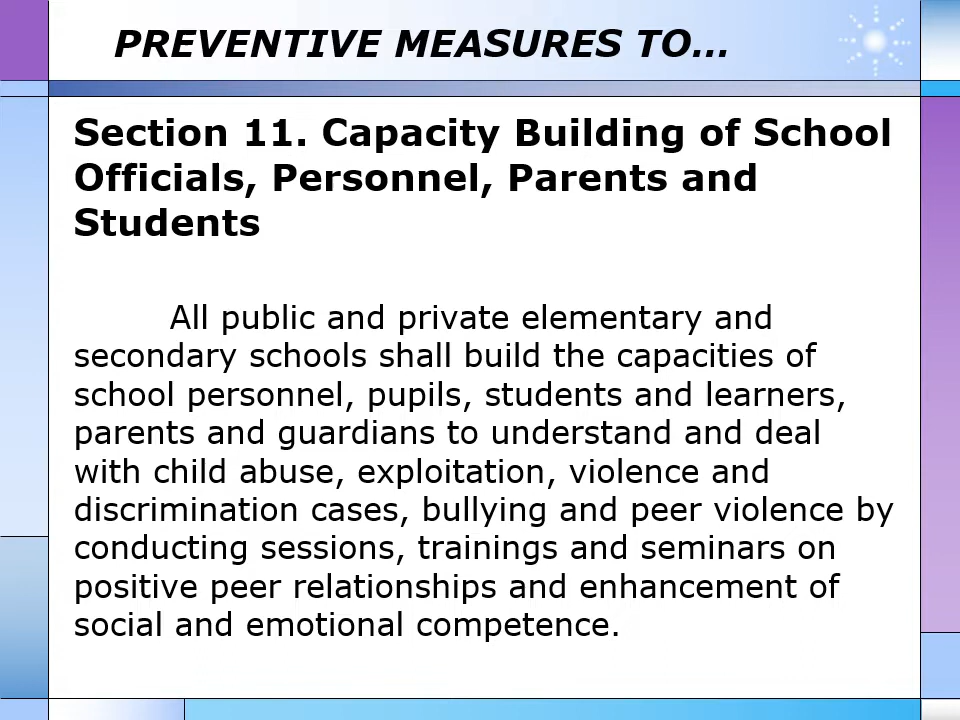 PREVENTIVE MEASURES TO…
Section 11. Capacity Building of School
Officials, Personnel, Parents and
Students
All public and private elementary and
secondary schools shall build the capacities of
school personnel, pupils, students and learners,
parents and guardians to understand and deal
with child abuse, exploitation, violence and
discrimination cases, bullying and peer violence by
conducting sessions, trainings and seminars on
positive peer relationships and enhancement of
social and emotional competence.